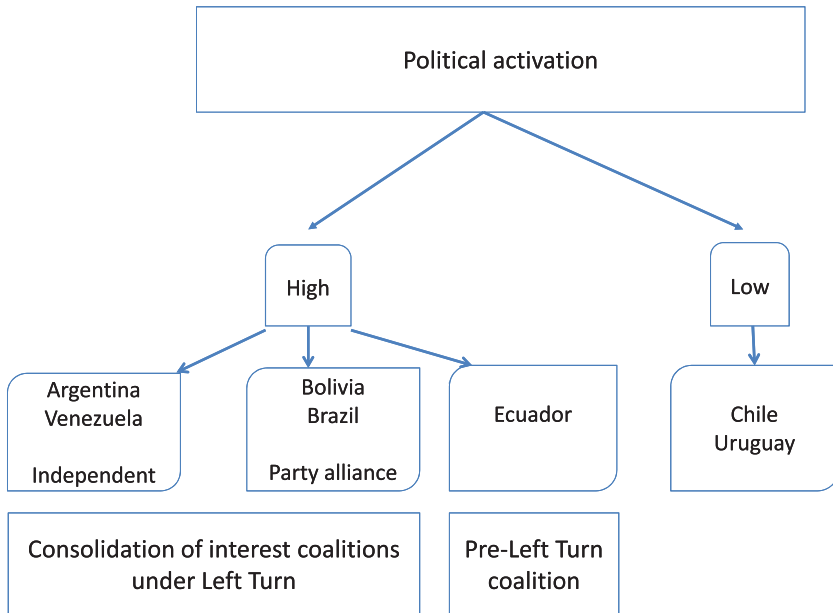 Political activation
High
Low
Argentina
Venezuela
Independent
Bolivia
Brazil
Party alliance
Ecuador
Chile
Uruguay
Consolidation of interest coalitions
under Left Turn
Pre-Left Turn
coalition